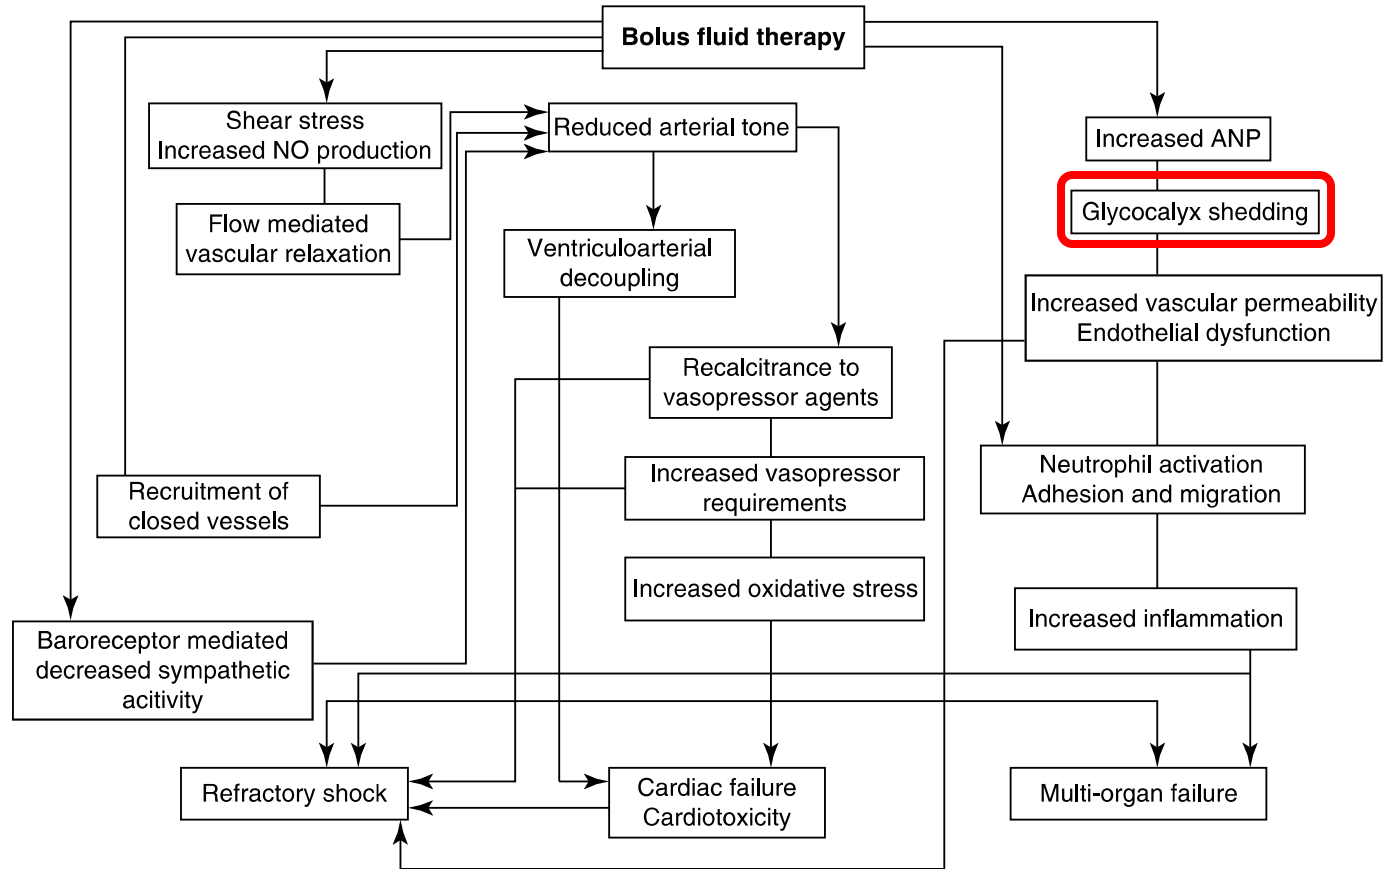 Bolus fluid therapy
Shear stress
Increased NO production
Reduced arterial tone
Increased ANP
Flow mediated
vascular relaxation
Glycocalyx shedding
Ventriculoarterial
decoupling
Increased vascular permeability
Endothelial dysfunction
Recalcitrance to
vasopressor agents
Recruitment of
closed vessels
Increased vasopressor
requirements
Neutrophil activation
Adhesion and migration
Increased oxidative stress
Increased inflammation
Baroreceptor mediated
decreased sympathetic
acitivity
Refractory shock
Cardiac failure
Cardiotoxicity
Multi-organ failure